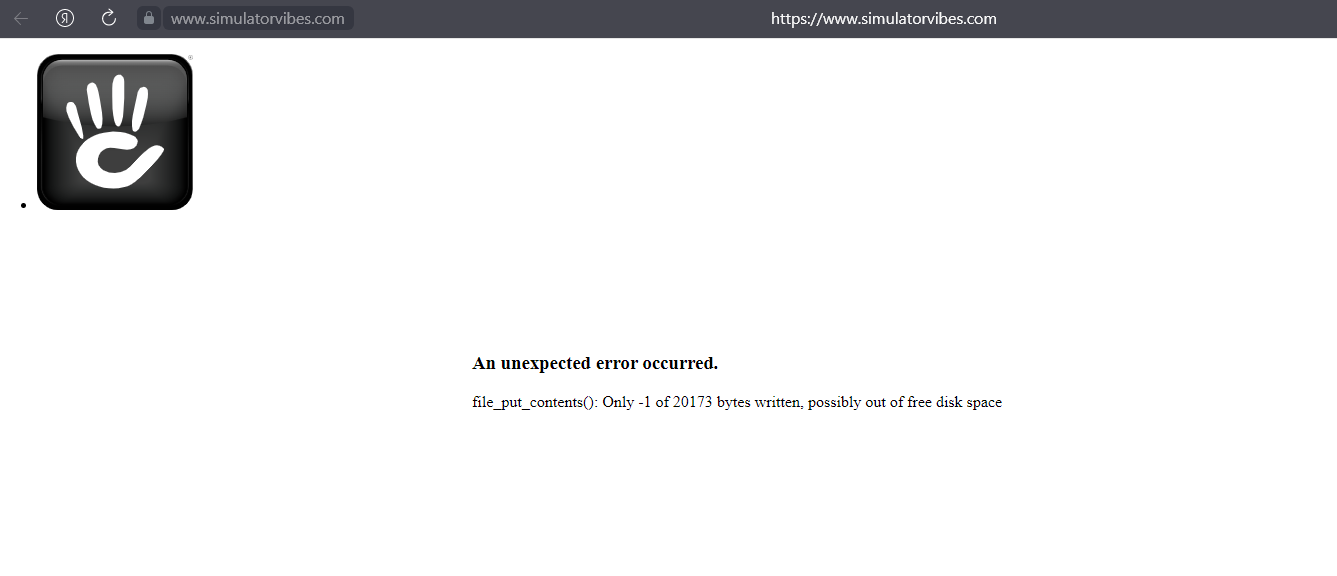 www.simulatorvibes.com
https://www.simulatorvibes.com
An unexpected error occurred.
file_put_contents(): Only -1 of 20173 bytes written, possibly out of free disk space